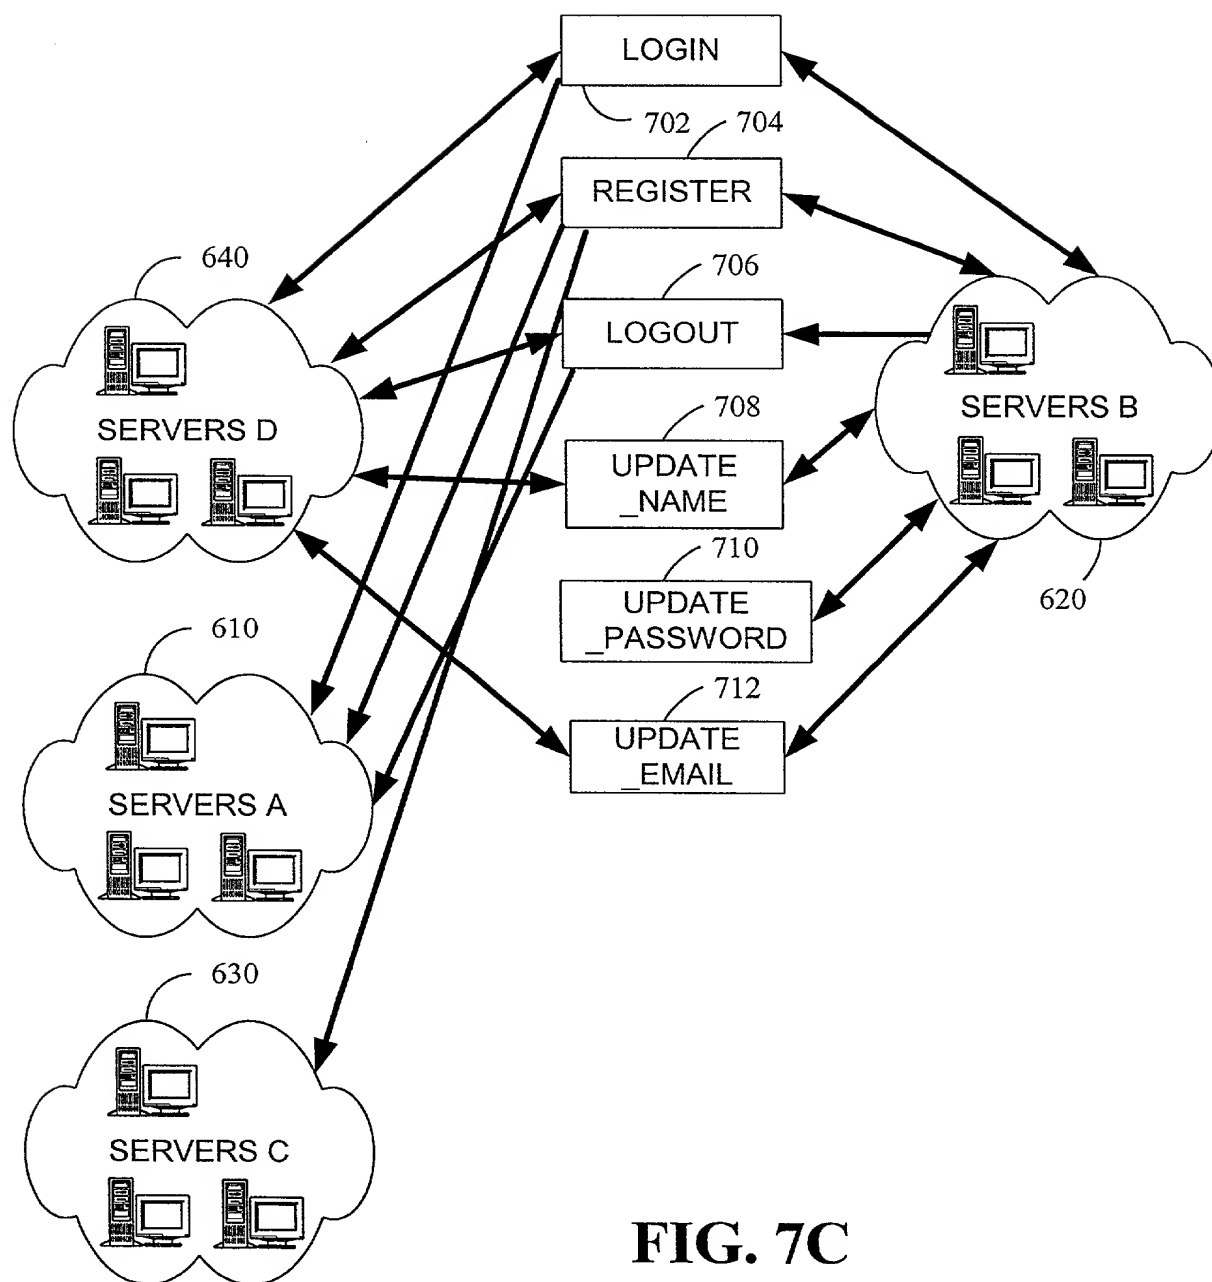 LOGIN
702
704
REGISTER
640
706
LOGOUT
SERVERS D
SERVERS B
708
UPDATE
_NAME
710
620
UPDATE
_PASSWORD
610
712
UPDATE
_EMAIL
SERVERS A
630
SERVERS C
FIG. 7C